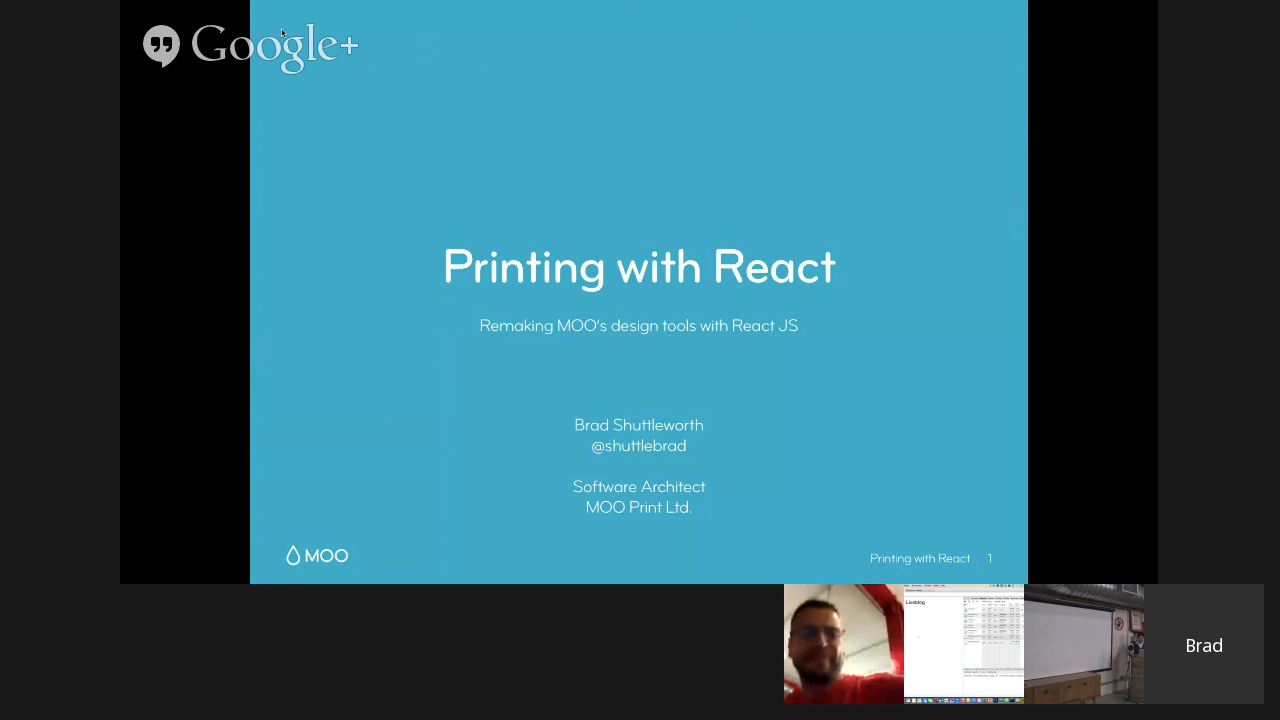 Google+
Printing with React
Remaking MOO's design tools with React JS
Brad Shuttleworth
@shuttlebrad
Software Architect
MOO Print Ltd.
MOO
Printing with React 1
Liveblog
Brad